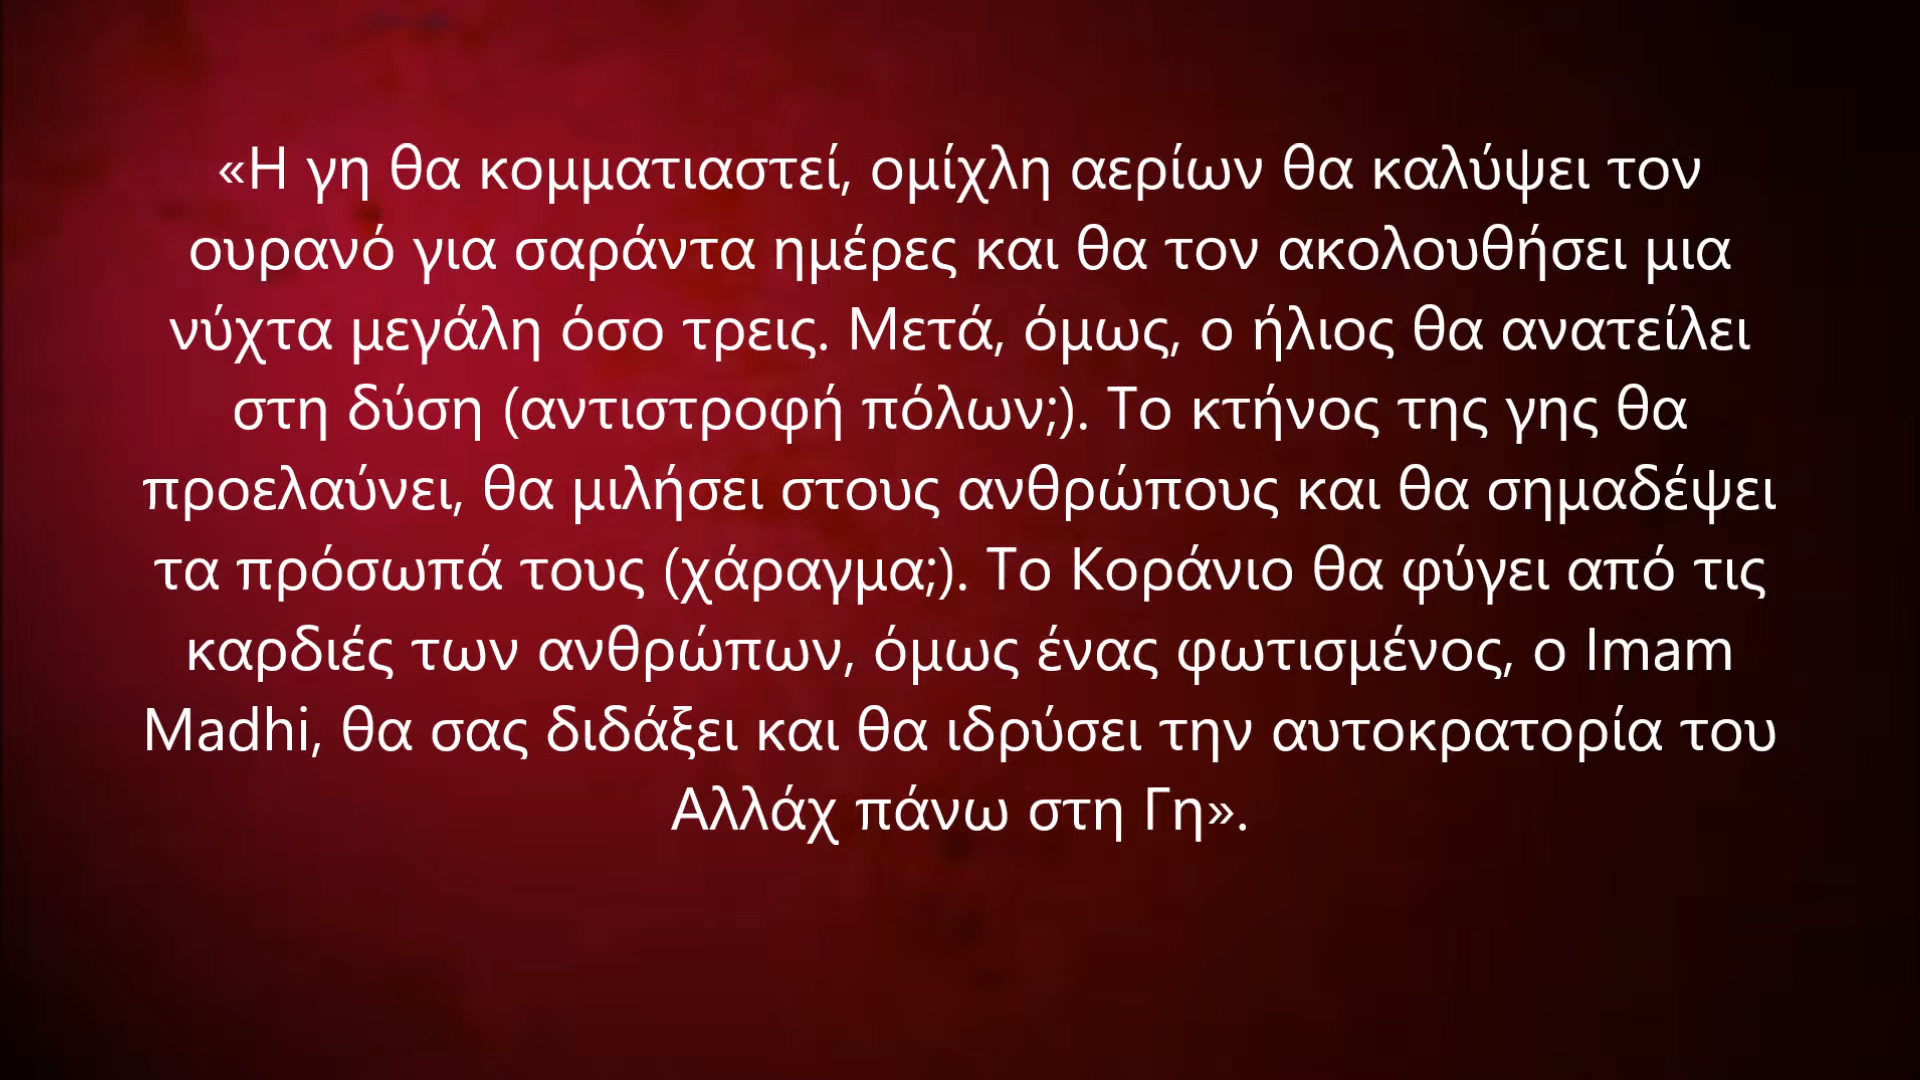 «Η γη θα κομματιαστεί, ομίχλη αερίων θα καλύψει τον
ουρανό για σαράντα ημέρες και θα τον ακολουθήσει μια
νύχτα μεγάλη όσο τρεις. Μετά, όμως, ο ήλιος θα ανατείλει
στη δύση (αντιστροφή πόλων;). Το κτήνος της γης θα
προελαύνει, θα μιλήσει στους ανθρώπους και θα σημαδέψει
τα πρόσωπά τους (χάραγμα;). Το Κοράνιο θα φύγει από τις
καρδιές των ανθρώπων, όμως ένας φωτισμένος, ο Imam
Madhi, θα σας διδάξει και θα ιδρύσει την αυτοκρατορία του
Αλλάχ πάνω στη Γη».